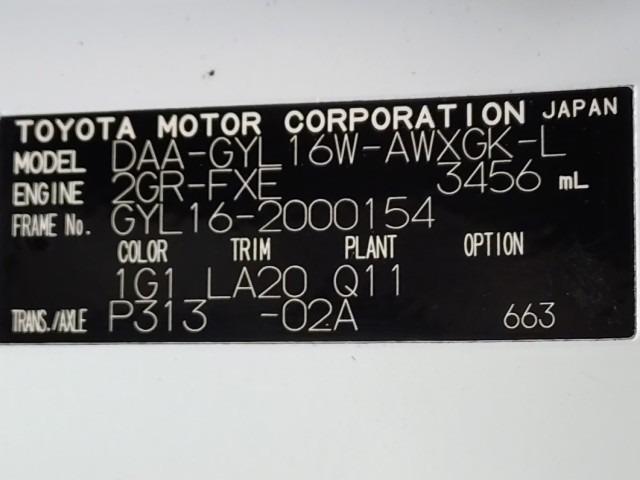 TOYOTA MOTOR CORPORATION JAPAN
MODEL DAA-GYL16W-AWXGK-L
ENGINE 2GR-FXE 3456 mL
FRAME No. GYL16-2000154
COLOR TRIM PLANT OPTION
1G1 LA20 Q11
TRANS./AXLE P313 -02A 663